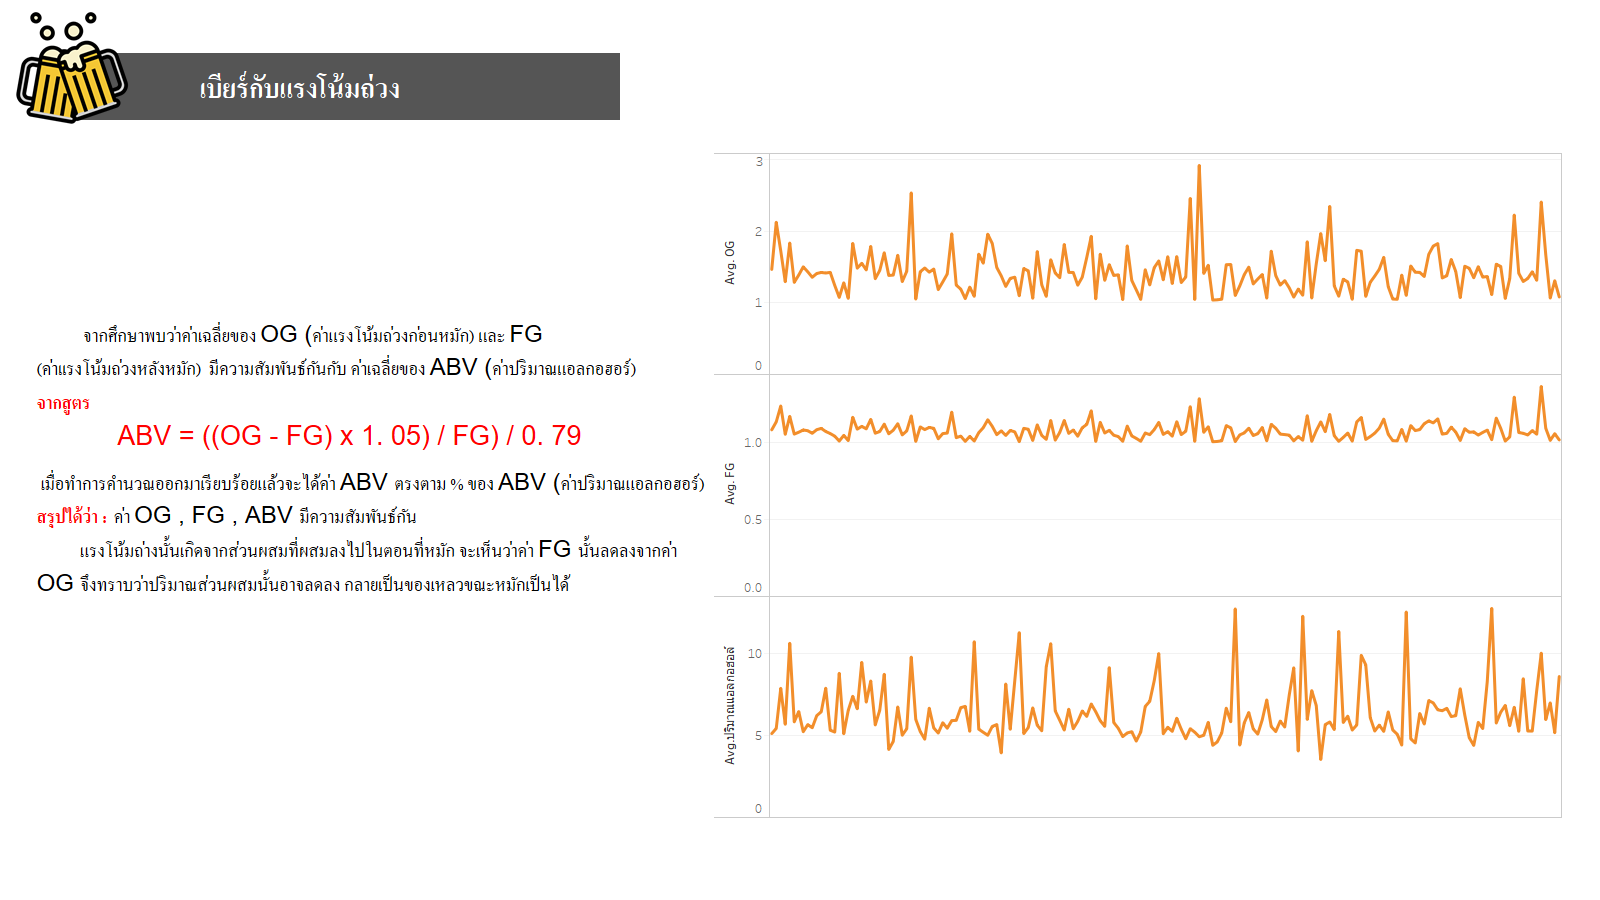 เบียร์กับแรงโน้มถ่วง
จากศึกษาพบว่าค่าเฉลี่ยของ OG (ค่าแรงโน้มถ่วงก่อนหมัก) และ FG
(ค่าแรงโน้มถ่วงหลังหมัก) มีความสัมพันธ์กันกับ ค่าเฉลี่ยของ ABV (ค่าปริมาณแอลกอฮอร์)
จากสูตร
ABV = ((OG - FG) x 1. 05) / FG) / 0. 79
เมื่อทำการคำนวณออกมาเรียบร้อยแล้วจะได้ค่า ABV ตรงตาม % ของ ABV (ค่าปริมาณแอลกอฮอร์)
สรุปได้ว่า : ค่า OG , FG , ABV มีความสัมพันธ์กัน
แรงโน้มถ่างนั้นเกิดจากส่วนผสมที่ผสมลงไปในตอนที่หมัก จะเห็นว่าค่า FG นั้นลดลงจากค่า
OG จึงทราบว่าปริมาณส่วนผสมนั้นอาจลดลง กลายเป็นของเหลวขณะหมักเป็นได้
Avg. OG
3
2
1
0
Avg. FG
1.0
0.5
0.0
Avg.ปริมาณแอลกอฮอล์
10
5
0